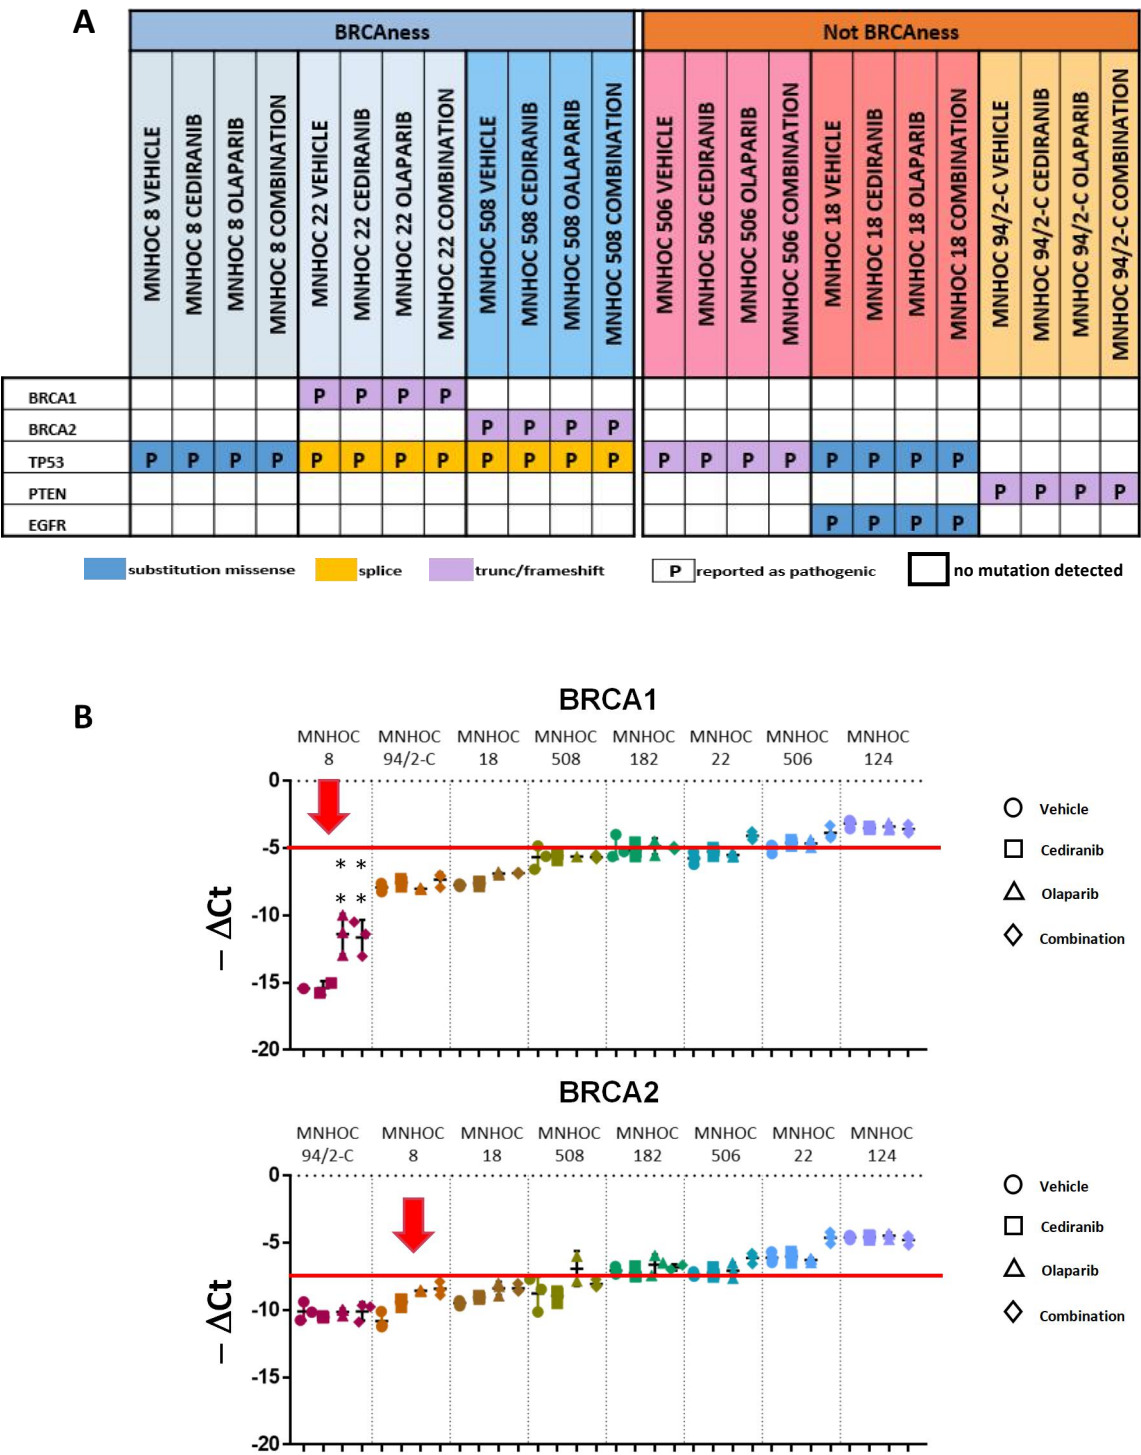 A
BRCAness
Not BRCAness
MNHOC 8 VEHICLE
MNHOC 8 CEDIRANIB
MNHOC 8 OLAPARIB
MNHOC 8 COMBINATION
MNHOC 22 VEHICLE
MNHOC 22 CEDIRANIB
MNHOC 22 OLAPARIB
MNHOC 22 COMBINATION
MNHOC 508 VEHICLE
MNHOC 508 CEDIRANIB
MNHOC 508 OALAPARIB
MNHOC 508 COMBINATION
MNHOC 506 VEHICLE
MNHOC 506 CEDIRANIB
MNHOC 506 OLAPARIB
MNHOC 506 COMBINATION
MNHOC 18 VEHICLE
MNHOC 18 CEDIRANIB
MNHOC 18 OLAPARIB
MNHOC 18 COMBINATION
MNHOC 94/2-C VEHICLE
MNHOC 94/2-C CEDIRANIB
MNHOC 94/2-C OLAPARIB
MNHOC 94/2-C COMBINATION
BRCA1 P P P P
BRCA2 P P P P
TP53 P P P P P P P P P P P P P P P P P P P P
PTEN P P P P
EGFR P P P P
substitution missense splice trunc/frameshift P reported as pathogenic no mutation detected
B
BRCA1
MNHOC MNHOC MNHOC MNHOC MNHOC MNHOC MNHOC MNHOC
8 94/2-C 18 508 182 22 506 124
0
-5
-10
-15
-20
* *
* *
− ΔCt
Vehicle
Cediranib
Olaparib
Combination
BRCA2
MNHOC MNHOC MNHOC MNHOC MNHOC MNHOC MNHOC MNHOC
94/2-C 8 18 508 182 506 22 124
0
-5
-10
-15
-20
− ΔCt
Vehicle
Cediranib
Olaparib
Combination